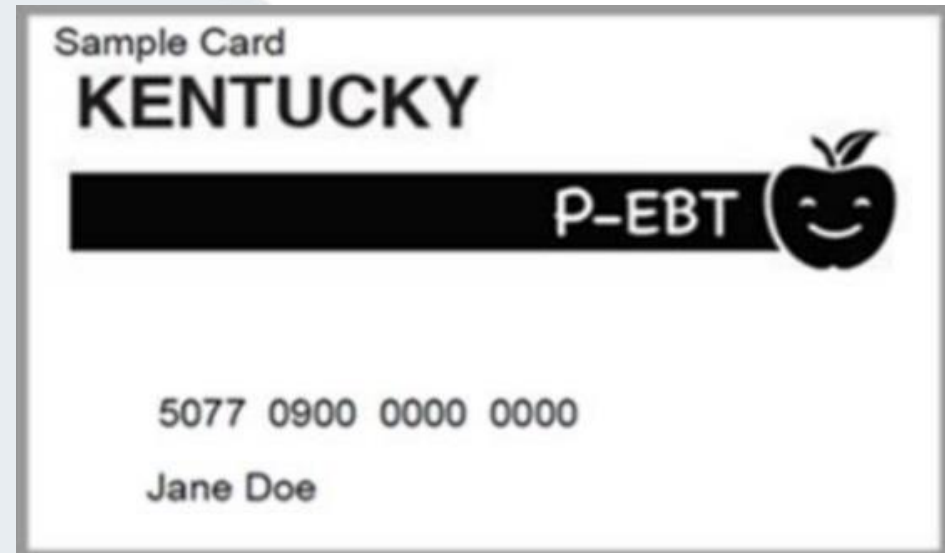 Sample Card
KENTUCKY
P-EBT
5077 0900 0000 0000
Jane Doe